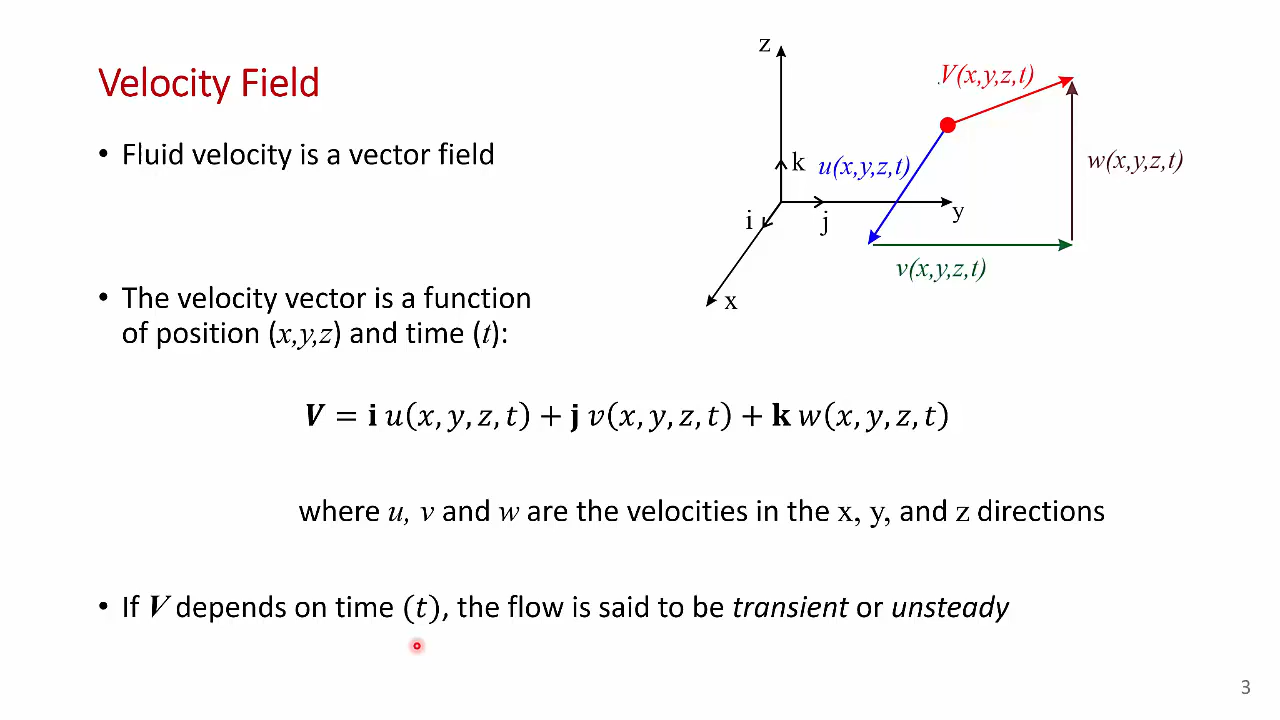 Velocity Field
• Fluid velocity is a vector field
• The velocity vector is a function
of position (x,y,z) and time (t):
z
k
i
j
y
x
V(x,y,z,t)
u(x,y,z,t)
w(x,y,z,t)
v(x,y,z,t)
V = i u(x, y, z, t) + j v(x, y, z, t) + k w(x, y, z, t)
where u, v and w are the velocities in the x, y, and z directions
• If V depends on time (t), the flow is said to be transient or unsteady
3